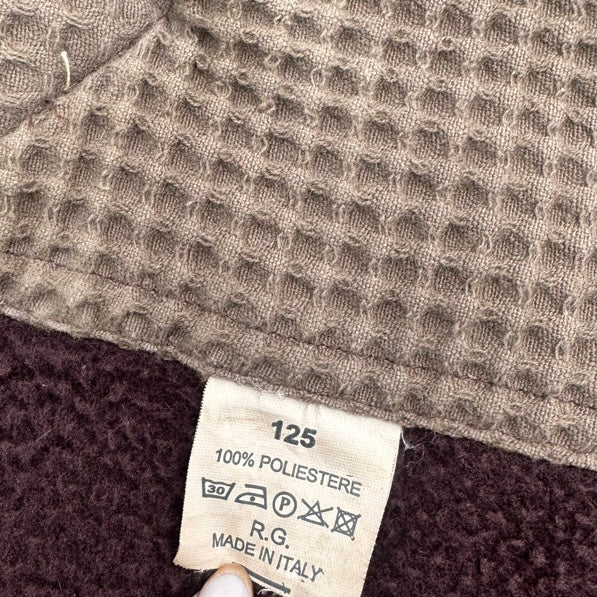 125
100% POLIESTERE
30 P
R.G.
MADE IN ITALY